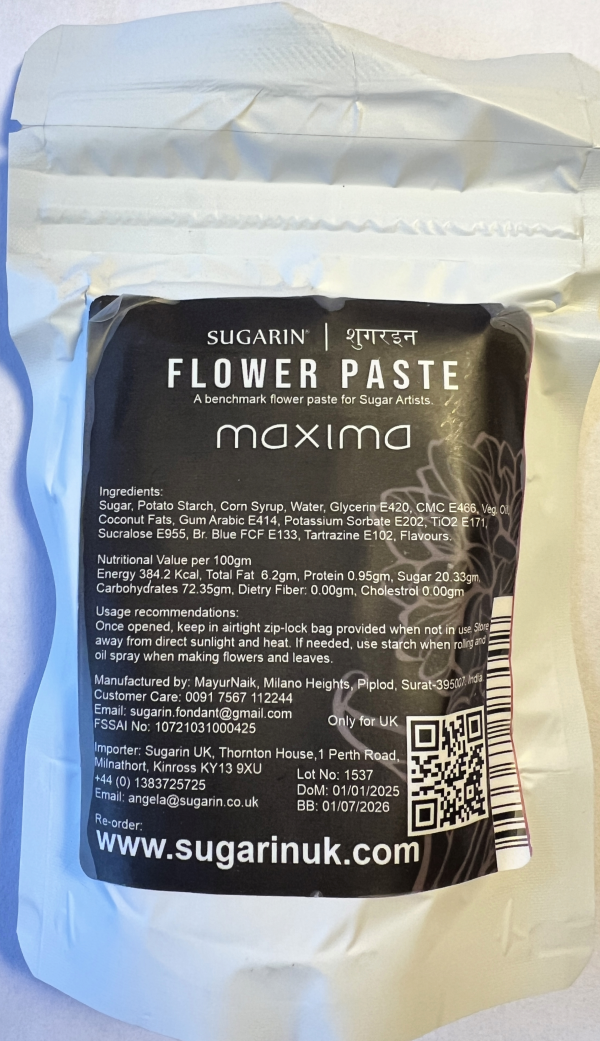 SUGARIN® | शुगरइन
FLOWER PASTE
A benchmark flower paste for Sugar Artists.
maxima
Ingredients:
Sugar, Potato Starch, Corn Syrup, Water, Glycerin E420, CMC E466, Veg. Oil,
Coconut Fats, Gum Arabic E414, Potassium Sorbate E202, TiO2 E171,
Sucralose E955, Br. Blue FCF E133, Tartrazine E102, Flavours.
Nutritional Value per 100gm
Energy 384.2 Kcal, Total Fat 6.2gm, Protein 0.95gm, Sugar 20.33gm,
Carbohydrates 72.35gm, Dietry Fiber: 0.00gm, Cholestrol 0.00gm
Usage recommendations:
Once opened, keep in airtight zip-lock bag provided when not in use. Store
away from direct sunlight and heat. If needed, use starch when rolling and
oil spray when making flowers and leaves.
Manufactured by: MayurNaik, Milano Heights, Piplod, Surat-395007, India
Customer Care: 0091 7567 112244
Email: sugarin.fondant@gmail.com
FSSAI No: 10721031000425
Only for UK
Importer: Sugarin UK, Thornton House,1 Perth Road,
Milnathort, Kinross KY13 9XU
+44 (0) 1383725725
Email: angela@sugarin.co.uk
Lot No: 1537
DoM: 01/01/2025
BB: 01/07/2026
Re-order:
www.sugarinuk.com